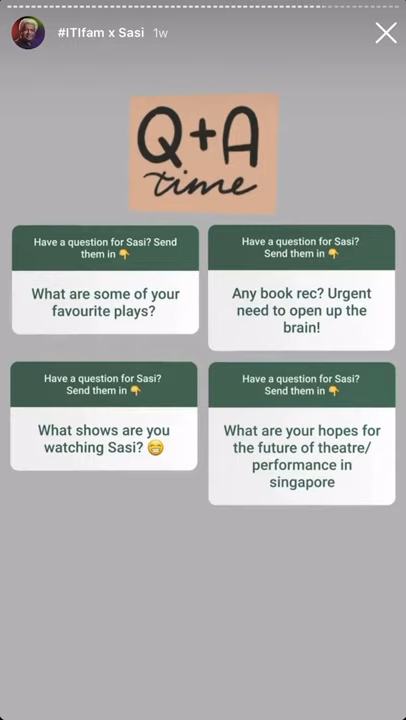 #ITIfam x Sasi 1w
Q+A
time
Have a question for Sasi? Send
them in 👇
What are some of your
favourite plays?
Have a question for Sasi?
Send them in 👇
Any book rec? Urgent
need to open up the
brain!
Have a question for Sasi?
Send them in 👇
What shows are you
watching Sasi? 😁
Have a question for Sasi?
Send them in 👇
What are your hopes for
the future of theatre/
performance in
singapore